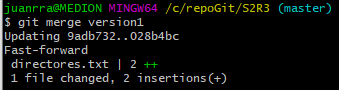 juanrra@MEDION MINGW64 /c/repoGit/S2R3 (master)
$ git merge version1
Updating 9adb732..028b4bc
Fast-forward
 directores.txt | 2 ++
 1 file changed, 2 insertions(+)